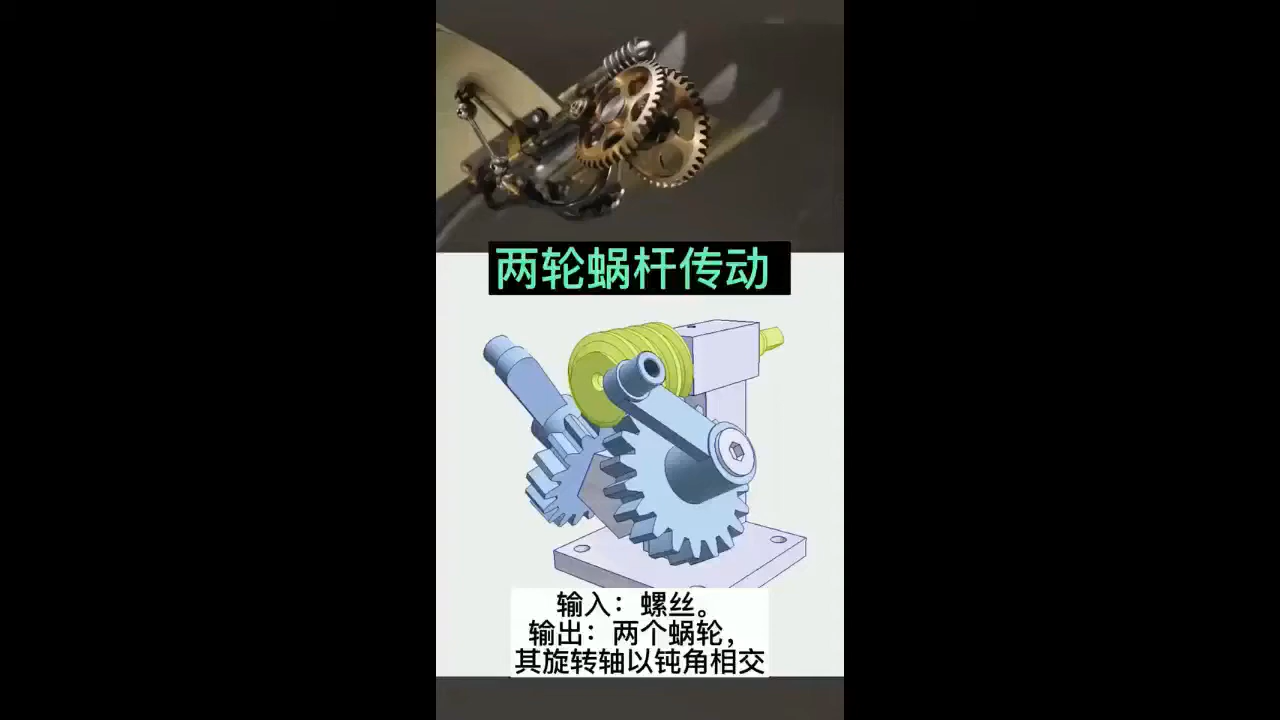 两轮蜗杆传动
输入：螺丝。
输出：两个蜗轮，
其旋转轴以钝角相交